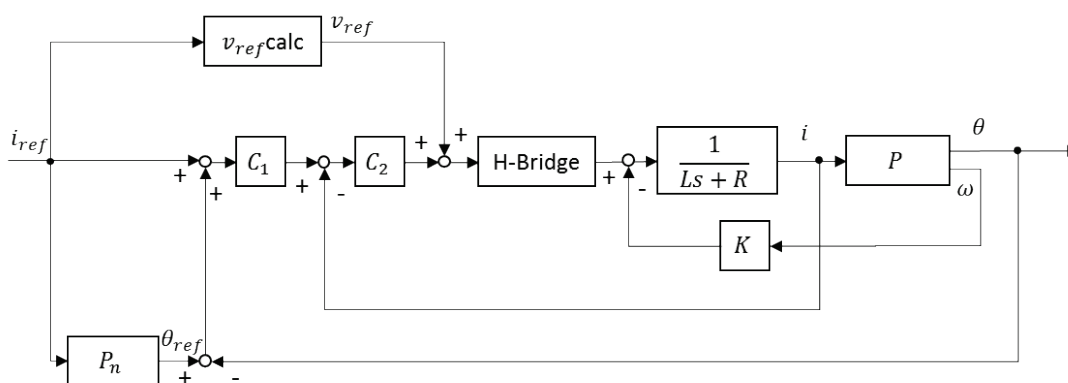 v_ref calc
v_ref
i_ref
+
+
C_1
+
-
C_2
+
+
H-Bridge
+
-
1
Ls + R
i
P
θ
ω
K
P_n
θ_ref
+
-